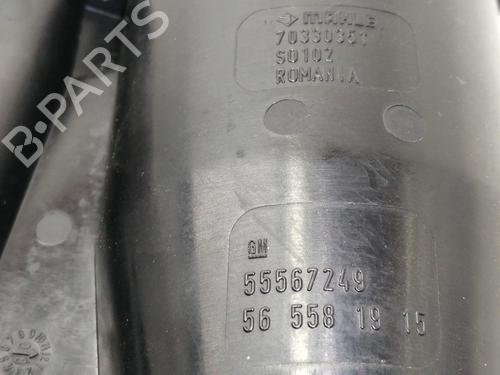 MAHLE
70330351
S0102
ROMANIA
B-PARTS
GM
55567249
56 558 19 15